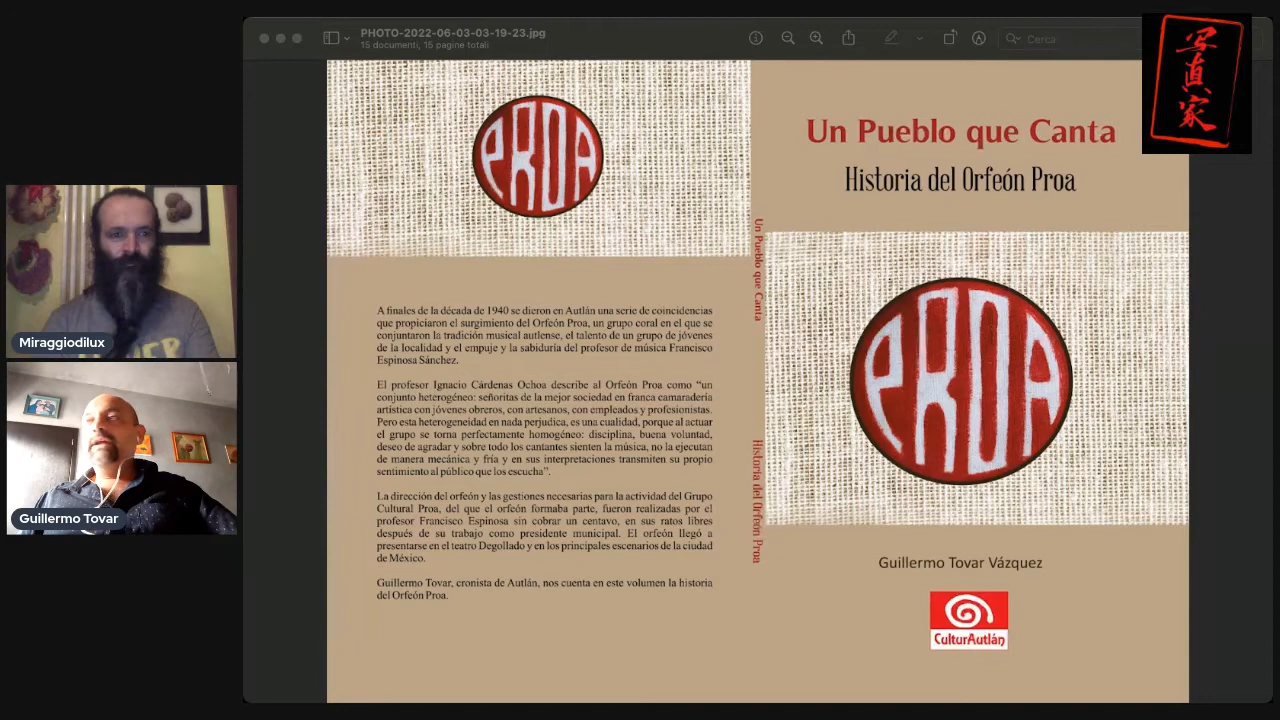 PHOTO-2022-06-03-03-19-23.jpg
15 documenti, 15 pagine totali
Cerca
写
真
家
PROA
A finales de la década de 1940 se dieron en Autlán una serie de coincidencias
que propiciaron el surgimiento del Orfeón Proa, un grupo coral en el que se
conjuntaron la tradición musical autlense, el talento de un grupo de jóvenes
de la localidad y el empuje y la sabiduría del profesor de música Francisco
Espinosa Sánchez.
El profesor Ignacio Cárdenas Ochoa describe al Orfeón Proa como “un
conjunto heterogéneo: señoritas de la mejor sociedad en franca camaradería
artística con jóvenes obreros, con artesanos, con empleados y profesionistas.
Pero esta heterogeneidad en nada perjudica, es una cualidad, porque al actuar
el grupo se torna perfectamente homogéneo: disciplina, buena voluntad,
deseo de agradar y sobre todo los cantantes sienten la música, no la ejecutan
de manera mecánica y fría y en sus interpretaciones transmiten su propio
sentimiento al público que los escucha”.
La dirección del orfeón y las gestiones necesarias para la actividad del Grupo
Cultural Proa, del que el orfeón formaba parte, fueron realizadas por el
profesor Francisco Espinosa sin cobrar un centavo, en sus ratos libres
después de su trabajo como presidente municipal. El orfeón llegó a
presentarse en el teatro Degollado y en los principales escenarios de la ciudad
de México.
Guillermo Tovar, cronista de Autlán, nos cuenta en este volumen la historia
del Orfeón Proa.
Un Pueblo que Canta
Historia del Orfeón Proa
Un Pueblo que Canta
Historia del Orfeón Proa
PROA
Guillermo Tovar Vázquez
CulturAutlán
Miraggiodilux
Guillermo Tovar